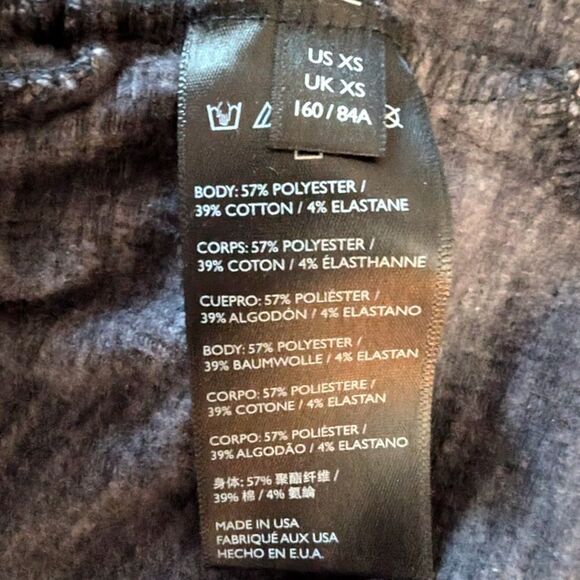 US XS
UK XS
160/84A
BODY: 57% POLYESTER /
39% COTTON / 4% ELASTANE
CORPS: 57% POLYESTER /
39% COTON / 4% ÉLASTHANNE
CUEPRO: 57% POLIÉSTER /
39% ALGODÓN / 4% ELASTANO
BODY: 57% POLYESTER /
39% BAUMWOLLE / 4% ELASTAN
CORPO: 57% POLIESTERE /
39% COTONE / 4% ELASTAN
CORPO: 57% POLIÉSTER /
39% ALGODÃO / 4% ELASTANO
身体: 57% 聚酯纤维 /
39% 棉 / 4% 氨纶
MADE IN USA
FABRIQUÉ AUX USA
HECHO EN E.U.A.